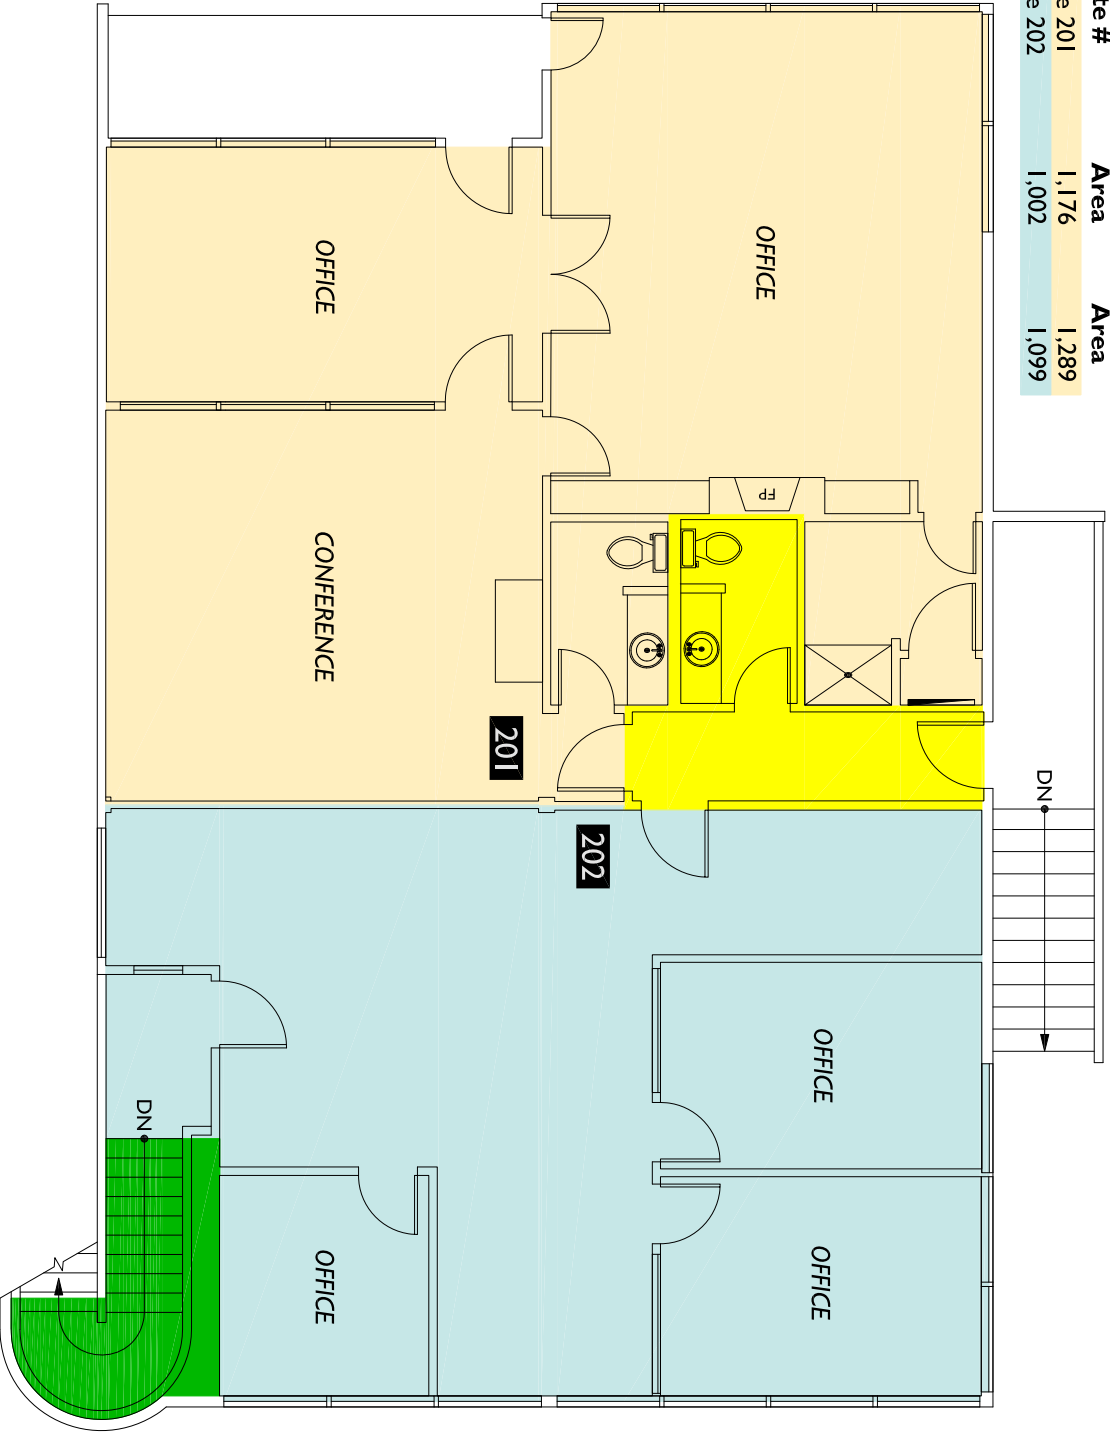 te # Area Area
e 201 1,176 1,289
e 202 1,002 1,099
OFFICE
OFFICE
FP
CONFERENCE
201
DN
202
OFFICE
DN
OFFICE
OFFICE